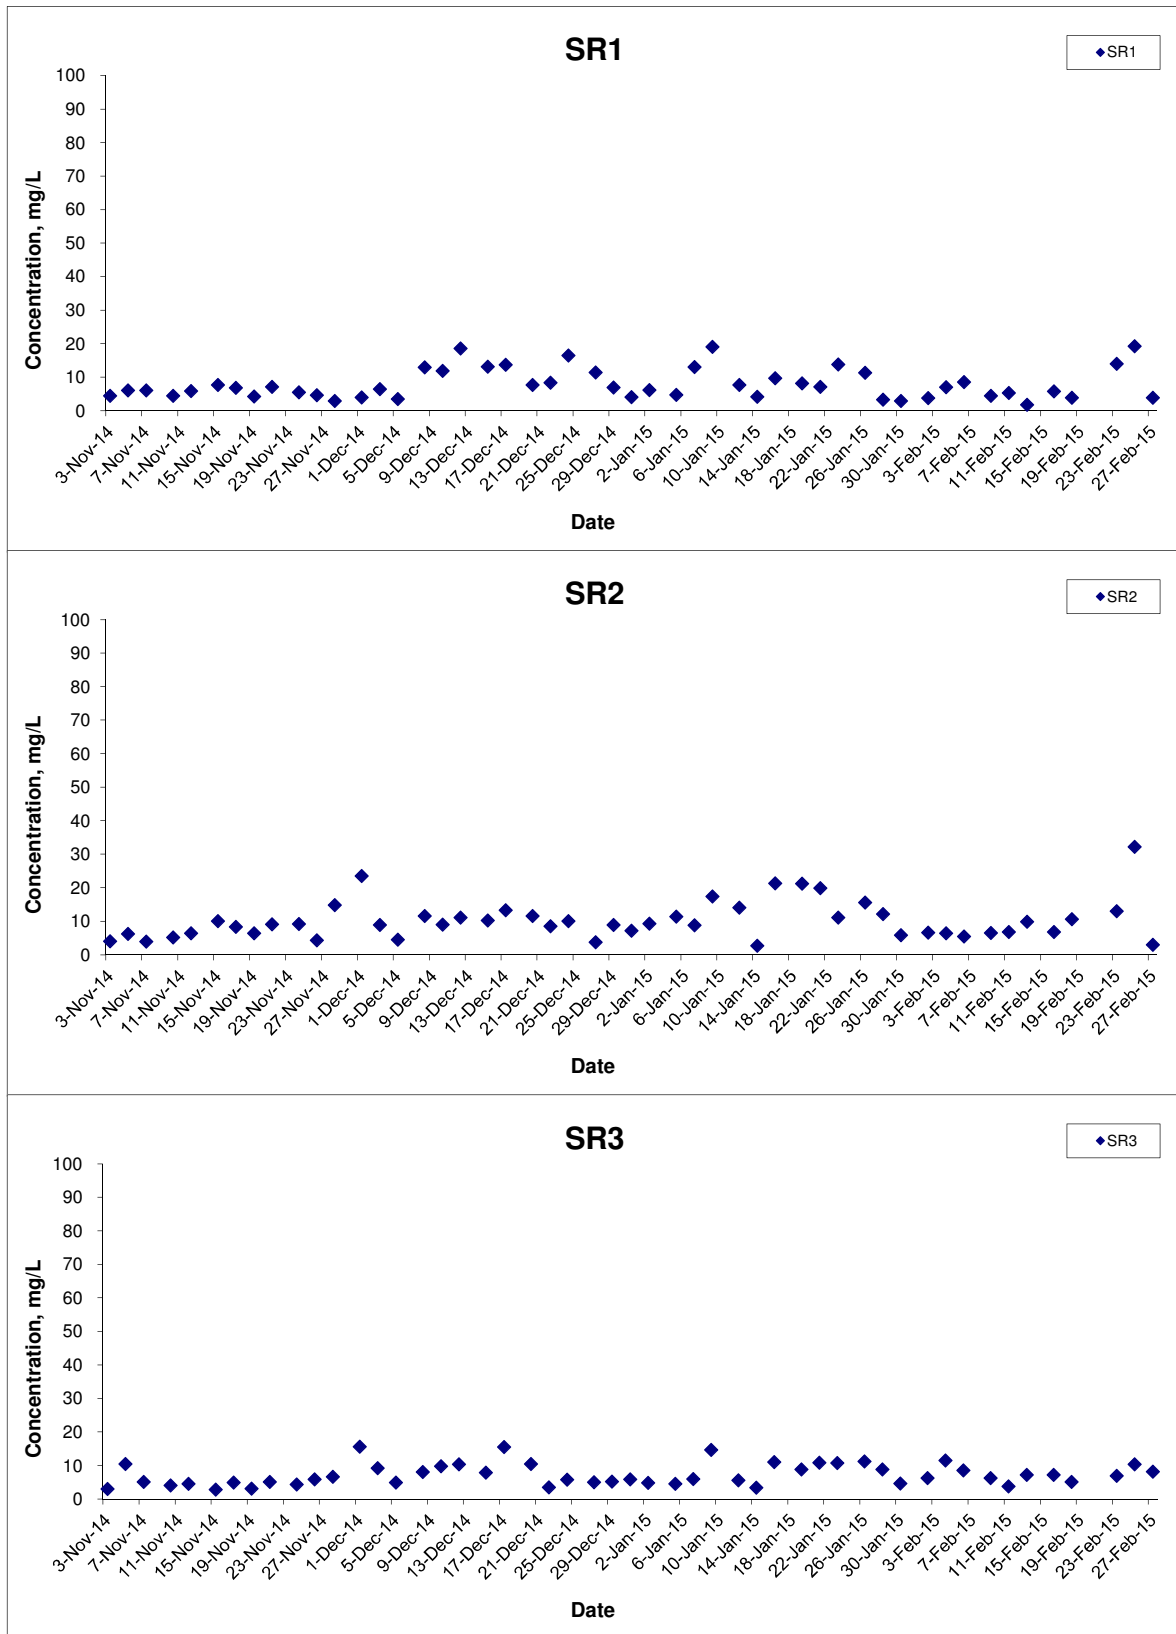 SR1
SR1
100
90
80
70
60
50
40
30
20
10
0
Concentration, mg/L
3-Nov-14
7-Nov-14
11-Nov-14
15-Nov-14
19-Nov-14
23-Nov-14
27-Nov-14
1-Dec-14
5-Dec-14
9-Dec-14
13-Dec-14
17-Dec-14
21-Dec-14
25-Dec-14
29-Dec-14
2-Jan-15
6-Jan-15
10-Jan-15
14-Jan-15
18-Jan-15
22-Jan-15
26-Jan-15
30-Jan-15
3-Feb-15
7-Feb-15
11-Feb-15
15-Feb-15
19-Feb-15
23-Feb-15
27-Feb-15
Date
SR2
SR2
100
90
80
70
60
50
40
30
20
10
0
Concentration, mg/L
3-Nov-14
7-Nov-14
11-Nov-14
15-Nov-14
19-Nov-14
23-Nov-14
27-Nov-14
1-Dec-14
5-Dec-14
9-Dec-14
13-Dec-14
17-Dec-14
21-Dec-14
25-Dec-14
29-Dec-14
2-Jan-15
6-Jan-15
10-Jan-15
14-Jan-15
18-Jan-15
22-Jan-15
26-Jan-15
30-Jan-15
3-Feb-15
7-Feb-15
11-Feb-15
15-Feb-15
19-Feb-15
23-Feb-15
27-Feb-15
Date
SR3
SR3
100
90
80
70
60
50
40
30
20
10
0
Concentration, mg/L
3-Nov-14
7-Nov-14
11-Nov-14
15-Nov-14
19-Nov-14
23-Nov-14
27-Nov-14
1-Dec-14
5-Dec-14
9-Dec-14
13-Dec-14
17-Dec-14
21-Dec-14
25-Dec-14
29-Dec-14
2-Jan-15
6-Jan-15
10-Jan-15
14-Jan-15
18-Jan-15
22-Jan-15
26-Jan-15
30-Jan-15
3-Feb-15
7-Feb-15
11-Feb-15
15-Feb-15
19-Feb-15
23-Feb-15
27-Feb-15
Date